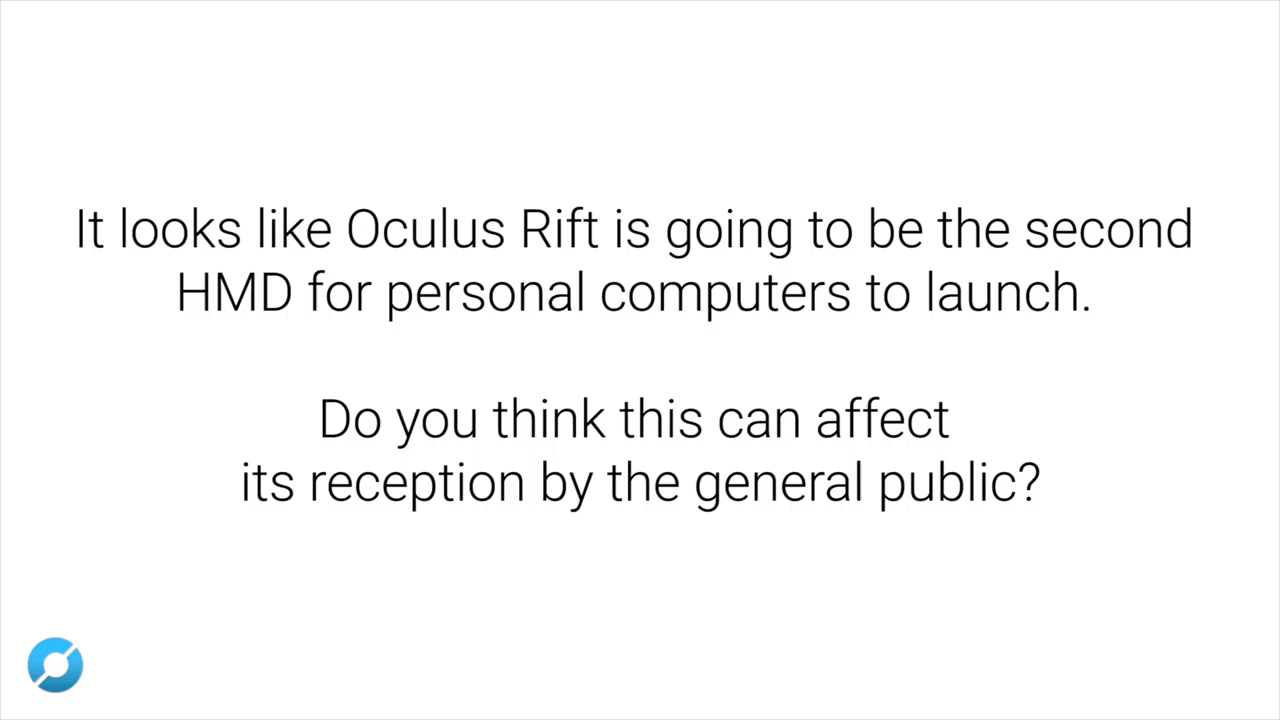 It looks like Oculus Rift is going to be the second
HMD for personal computers to launch.
Do you think this can affect
its reception by the general public?